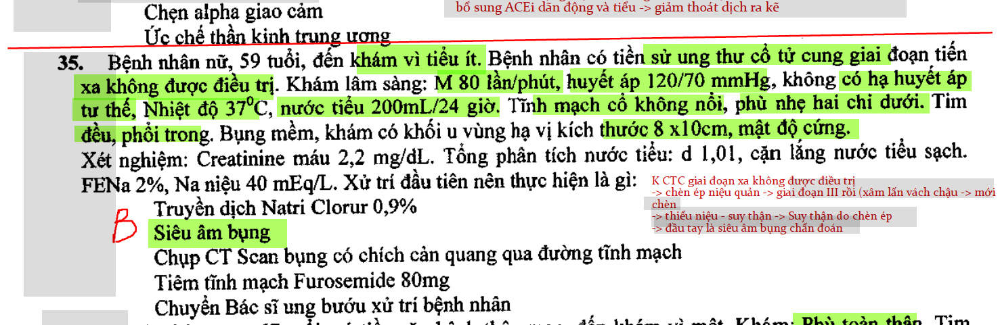 Chẹn alpha giao cảm
bổ sung ACEi dãn động và tiểu -> giảm thoát dịch ra kẽ
Ức chế thần kinh trung ương
35. Bệnh nhân nữ, 59 tuổi, đến khám vì tiểu ít. Bệnh nhân có tiền sử ung thư cổ tử cung giai đoạn tiến
xa không được điều trị. Khám lâm sàng: M 80 lần/phút, huyết áp 120/70 mmHg, không có hạ huyết áp
tư thế, Nhiệt độ 37⁰C, nước tiểu 200mL/24 giờ. Tĩnh mạch cổ không nổi, phù nhẹ hai chi dưới. Tim
đều, phổi trong. Bụng mềm, khám có khối u vùng hạ vị kích thước 8 x10cm, mật độ cứng.
Xét nghiệm: Creatinine máu 2,2 mg/dL. Tổng phân tích nước tiểu: d 1,01, cặn lắng nước tiểu sạch.
FENa 2%, Na niệu 40 mEq/L. Xử trí đầu tiên nên thực hiện là gì:
K CTC giai đoạn xa không được điều trị
-> chèn ép niệu quản -> giai đoạn III rồi (xâm lấn vách chậu -> mới
chèn
-> thiểu niệu - suy thận -> Suy thận do chèn ép
-> đầu tay là siêu âm bụng chẩn đoán
Truyền dịch Natri Clorur 0,9%
B
Siêu âm bụng
Chụp CT Scan bụng có chích cản quang qua đường tĩnh mạch
Tiêm tĩnh mạch Furosemide 80mg
Chuyển Bác sĩ ung bướu xử trí bệnh nhân
Phù toàn thân. Tim